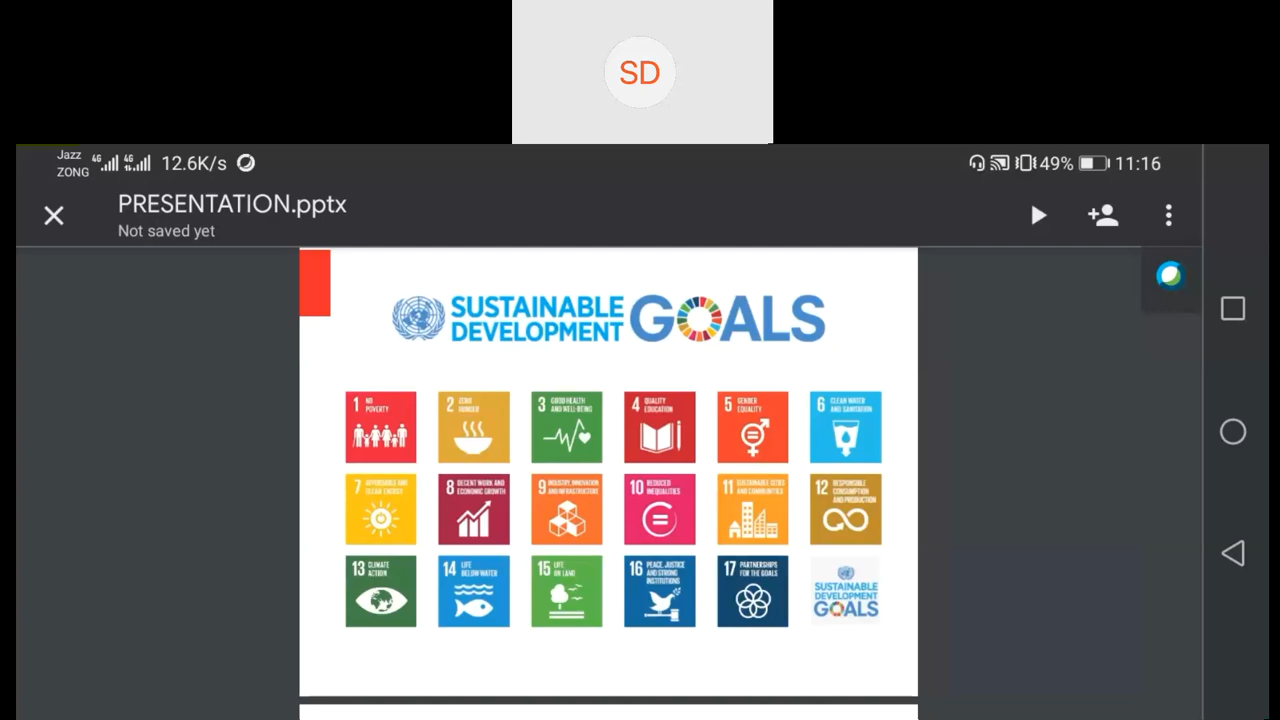 SD
Jazz
ZONG
4G 4G 12.6K/s
49% 11:16
PRESENTATION.pptx
Not saved yet
SUSTAINABLE
DEVELOPMENT
GOALS
1 NO
POVERTY
2 ZERO
HUNGER
3 GOOD HEALTH
AND WELL-BEING
4 QUALITY
EDUCATION
5 GENDER
EQUALITY
6 CLEAN WATER
AND SANITATION
7 AFFORDABLE AND
CLEAN ENERGY
8 DECENT WORK AND
ECONOMIC GROWTH
9 INDUSTRY, INNOVATION
AND INFRASTRUCTURE
10 REDUCED
INEQUALITIES
11 SUSTAINABLE CITIES
AND COMMUNITIES
12 RESPONSIBLE
CONSUMPTION
AND PRODUCTION
13 CLIMATE
ACTION
14 LIFE
BELOW WATER
15 LIFE
ON LAND
16 PEACE, JUSTICE
AND STRONG
INSTITUTIONS
17 PARTNERSHIPS
FOR THE GOALS
SUSTAINABLE
DEVELOPMENT
GOALS